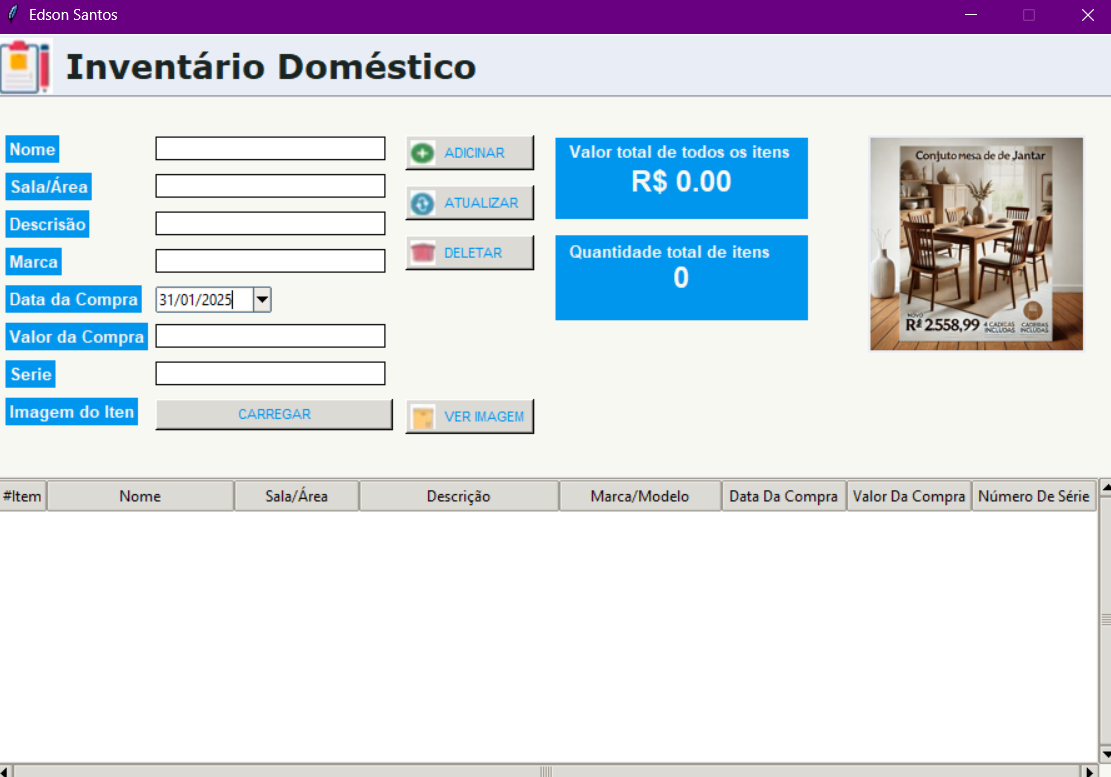 Edson Santos
Inventário Doméstico
Nome
Sala/Área
Descrisão
Marca
Data da Compra
31/01/2025
Valor da Compra
Serie
Imagem do Iten
CARREGAR
ADICINAR
ATUALIZAR
DELETAR
VER IMAGEM
Valor total de todos os itens
R$ 0.00
Quantidade total de itens
0
Conjuto mesa de de Jantar
NOVO
R$ 2.558,99
4 CADICAS
INCLUDAS
CADEIRAS
INCLUDAS
#Item Nome Sala/Área Descrição Marca/Modelo Data Da Compra Valor Da Compra Número De Série